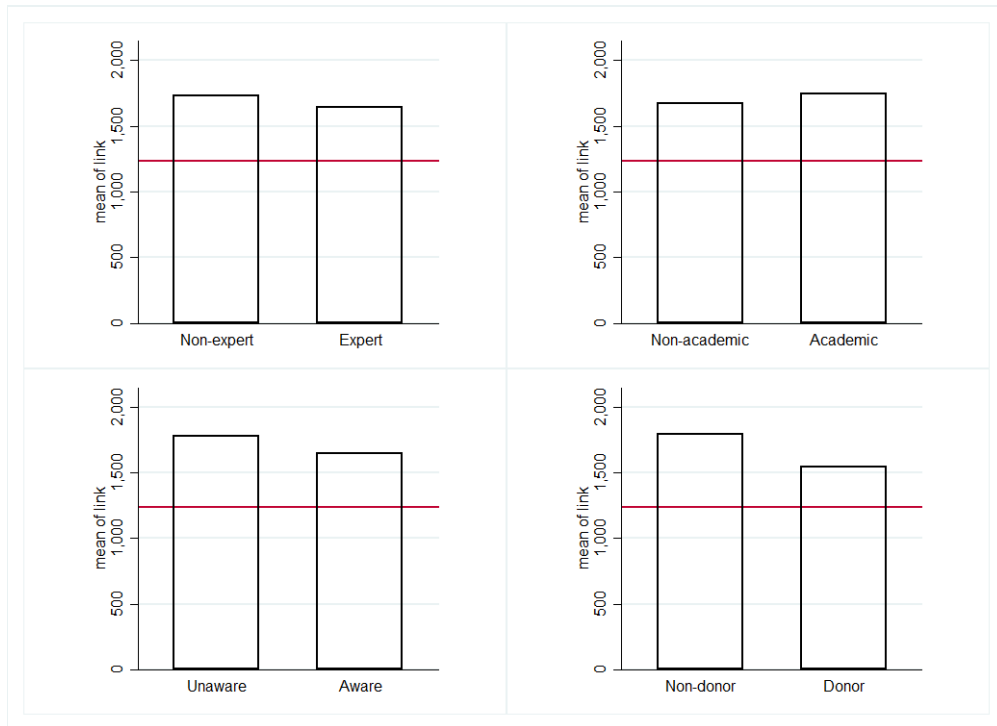 mean of link
2,000
1,500
1,000
500
0
Non-expert Expert
mean of link
2,000
1,500
1,000
500
0
Non-academic Academic
mean of link
2,000
1,500
1,000
500
0
Unaware Aware
mean of link
2,000
1,500
1,000
500
0
Non-donor Donor